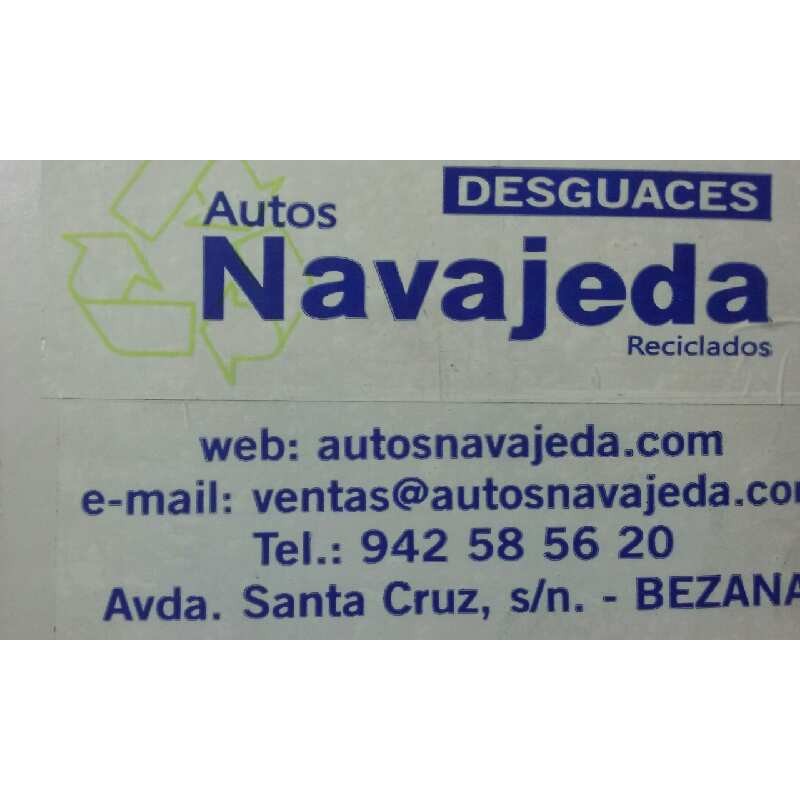 DESGUACES
Autos
Navajeda
Reciclados
web: autosnavajeda.com
e-mail: ventas@autosnavajeda.co
Tel.: 942 58 56 20
Avda. Santa Cruz, s/n. - BEZANA